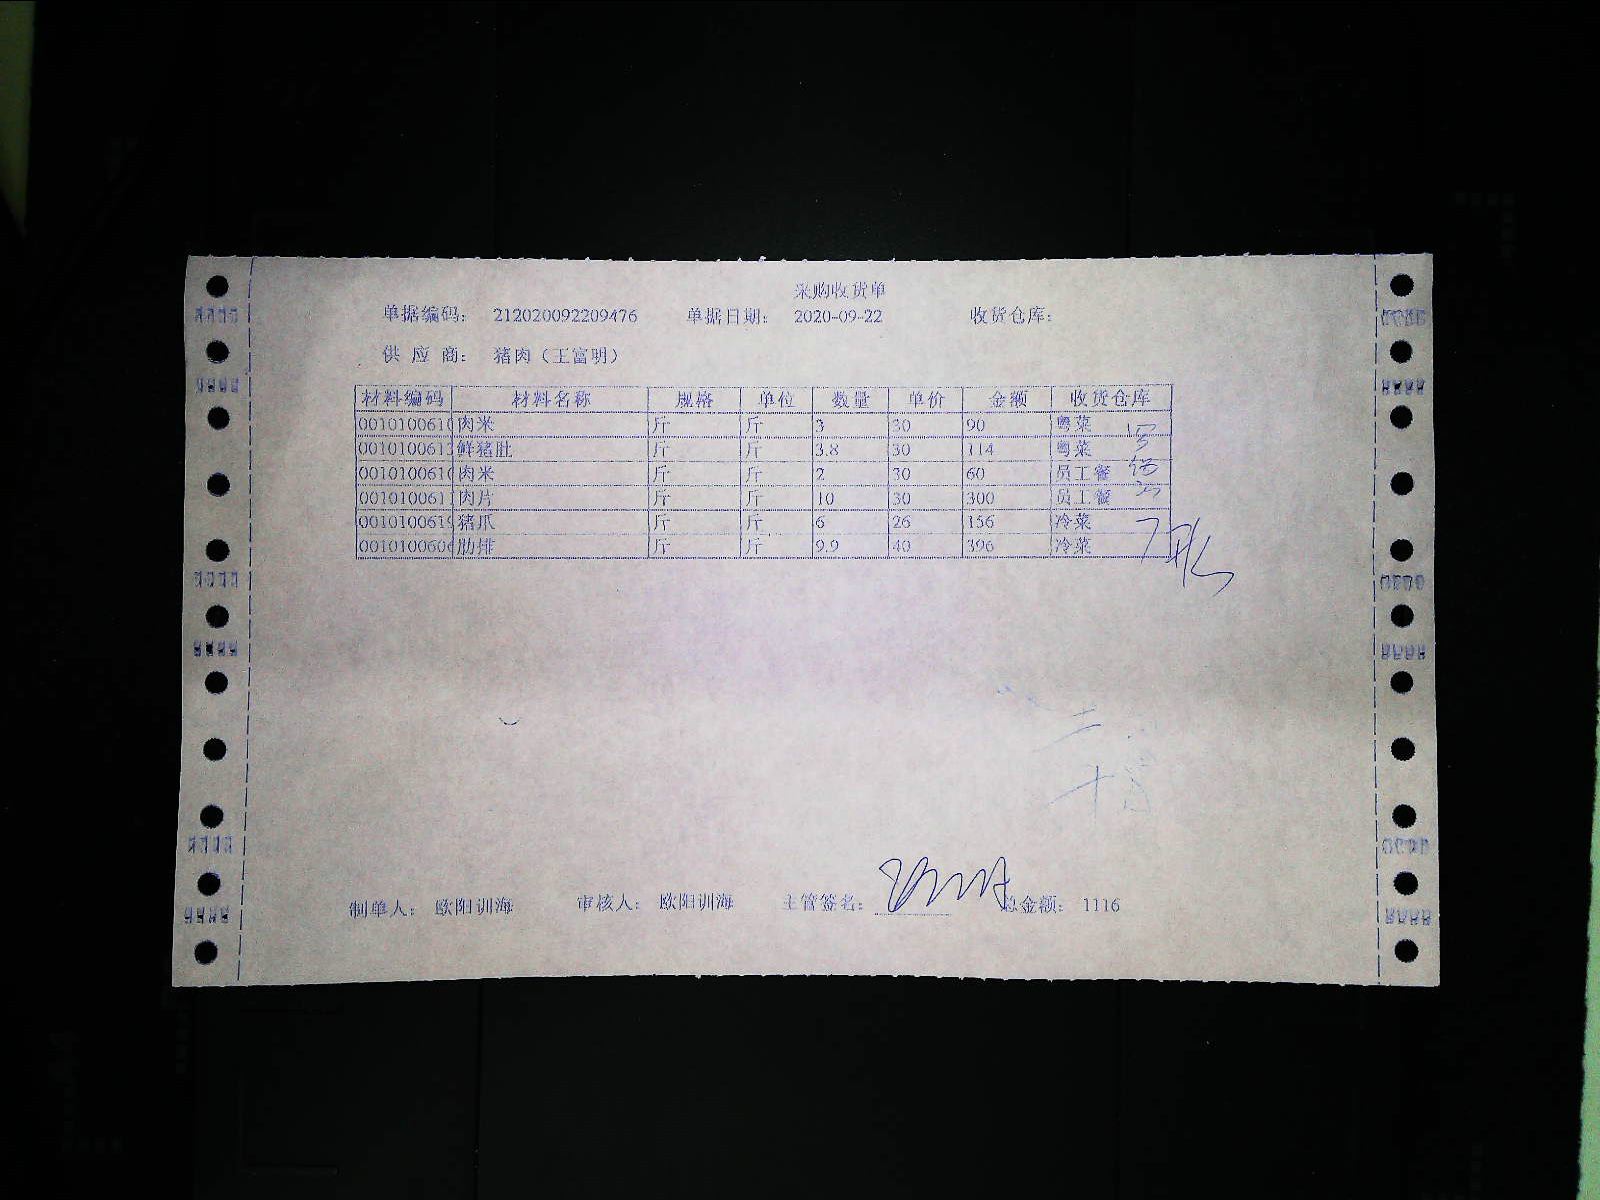 采购收货单
单据编码: 212020092209476 单据日期: 2020-09-22 收货仓库:
供 应 商: 猪肉（王富明）
材料编码 材料名称 规格 单位 数量 单价 金额 收货仓库
001010061 肉米 斤 斤 3 30 90 粤菜
0010100613 鲜猪肚 斤 斤 3.8 30 114 粤菜
001010061 肉米 斤 斤 2 30 60 员工餐
0010100611 肉片 斤 斤 10 30 300 员工餐
0010100619 猪爪 斤 斤 6 26 156 冷菜
001010060 肋排 斤 斤 9.9 40 396 冷菜
制单人: 欧阳训海 审核人: 欧阳训海 主管签名: 总金额: 1116